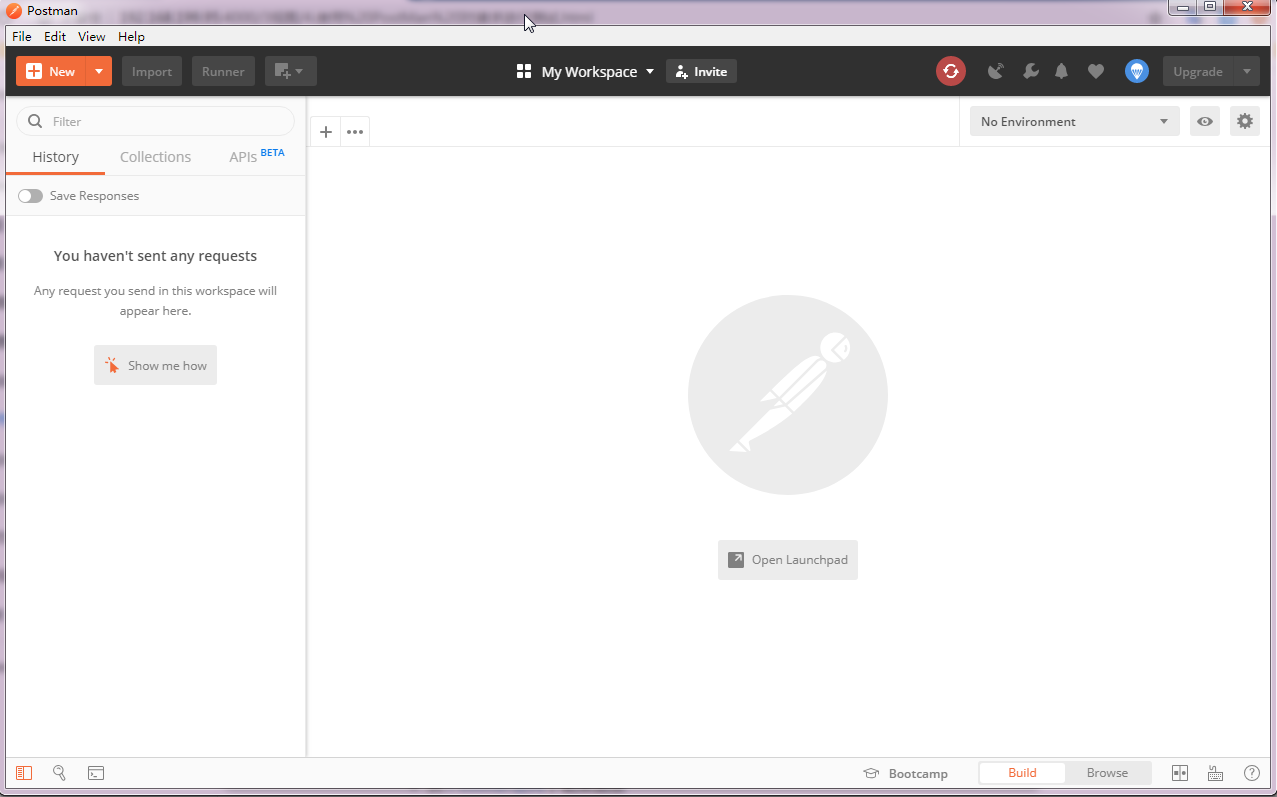 Postman
File Edit View Help
New Import Runner My Workspace Invite Upgrade
Filter
No Environment
History Collections APIs BETA
Save Responses
You haven't sent any requests
Any request you send in this workspace will
appear here.
Show me how
Open Launchpad
Bootcamp Build Browse